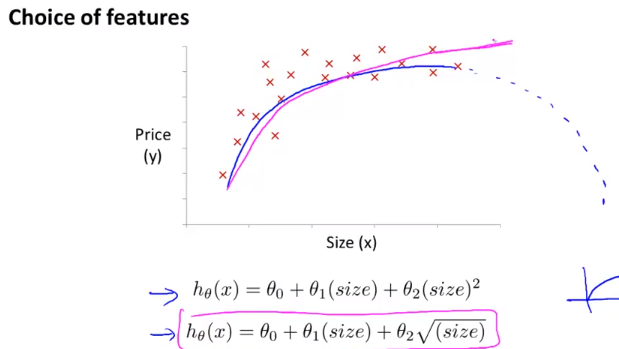 Choice of features
Price
(y)
Size (x)
hθ(x) = θ0 + θ1(size) + θ2(size)²
hθ(x) = θ0 + θ1(size) + θ2√(size)